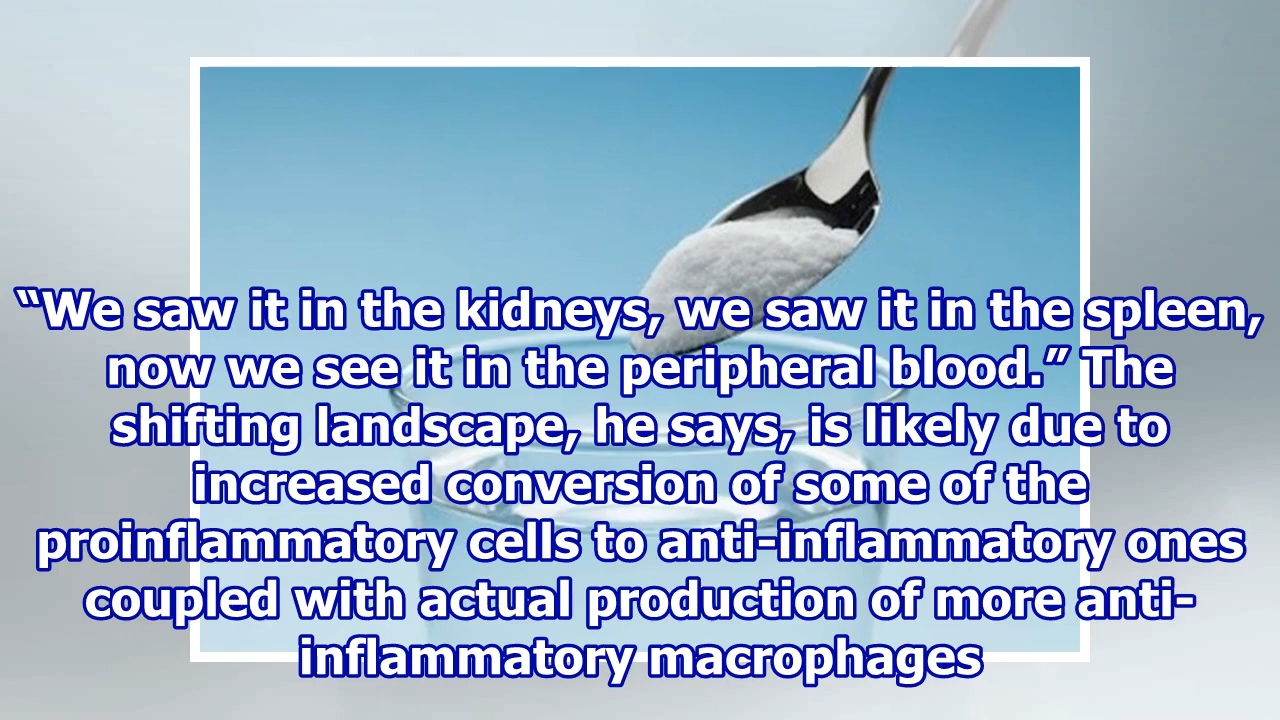 “We saw it in the kidneys, we saw it in the spleen,
now we see it in the peripheral blood.” The
shifting landscape, he says, is likely due to
increased conversion of some of the
proinflammatory cells to anti-inflammatory ones
coupled with actual production of more anti-
inflammatory macrophages